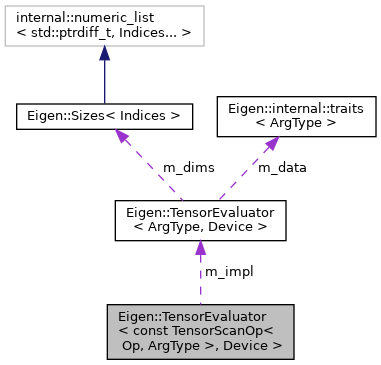 internal::numeric_list
< std::ptrdiff_t, Indices... >
Eigen::Sizes< Indices >
Eigen::internal::traits
< ArgType >
m_dims
m_data
Eigen::TensorEvaluator
< ArgType, Device >
m_impl
Eigen::TensorEvaluator
< const TensorScanOp<
Op, ArgType >, Device >